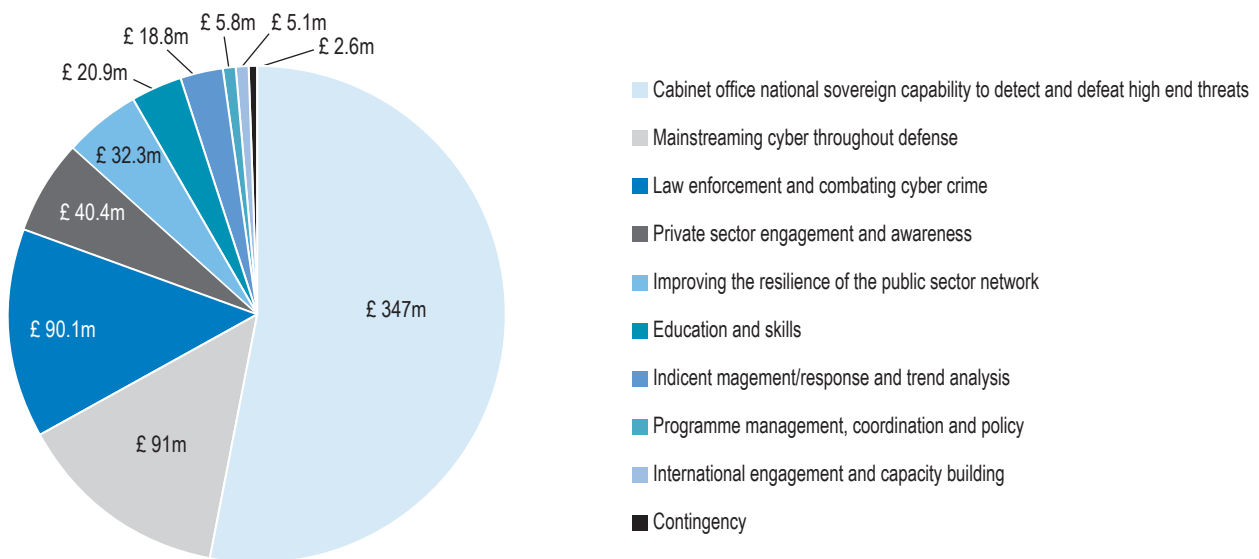 £ 5.8m
£ 5.1m
£ 18.8m
£ 2.6m
£ 20.9m
£ 32.3m
£ 40.4m
£ 90.1m
£ 347m
£ 91m
Cabinet office national sovereign capability to detect and defeat high end threats
Mainstreaming cyber throughout defense
Law enforcement and combating cyber crime
Private sector engagement and awareness
Improving the resilience of the public sector network
Education and skills
Indicent magement/response and trend analysis
Programme management, coordination and policy
International engagement and capacity building
Contingency